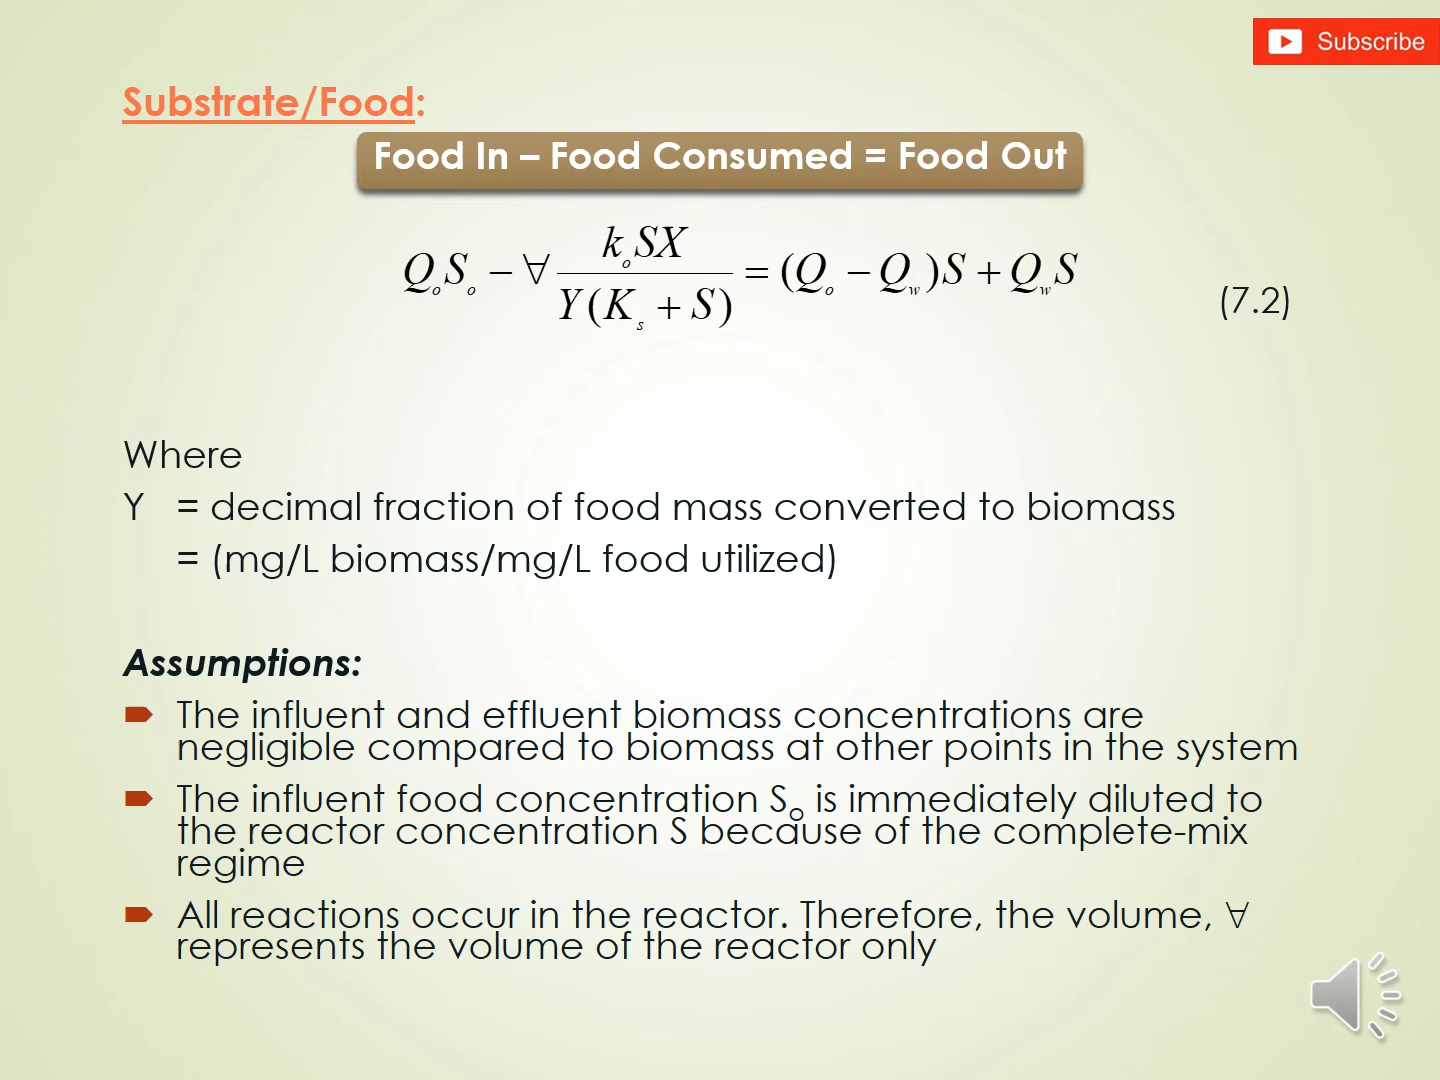 Subscribe
Substrate/Food:
Food In – Food Consumed = Food Out
QₒSₒ − ∀ kₒSX / Y(Kₛ + S) = (Qₒ − Q_w)S + Q_wS
(7.2)
Where
Y = decimal fraction of food mass converted to biomass
= (mg/L biomass/mg/L food utilized)
Assumptions:
The influent and effluent biomass concentrations are
negligible compared to biomass at other points in the system
The influent food concentration Sₒ is immediately diluted to
the reactor concentration S because of the complete-mix
regime
All reactions occur in the reactor. Therefore, the volume, ∀
represents the volume of the reactor only